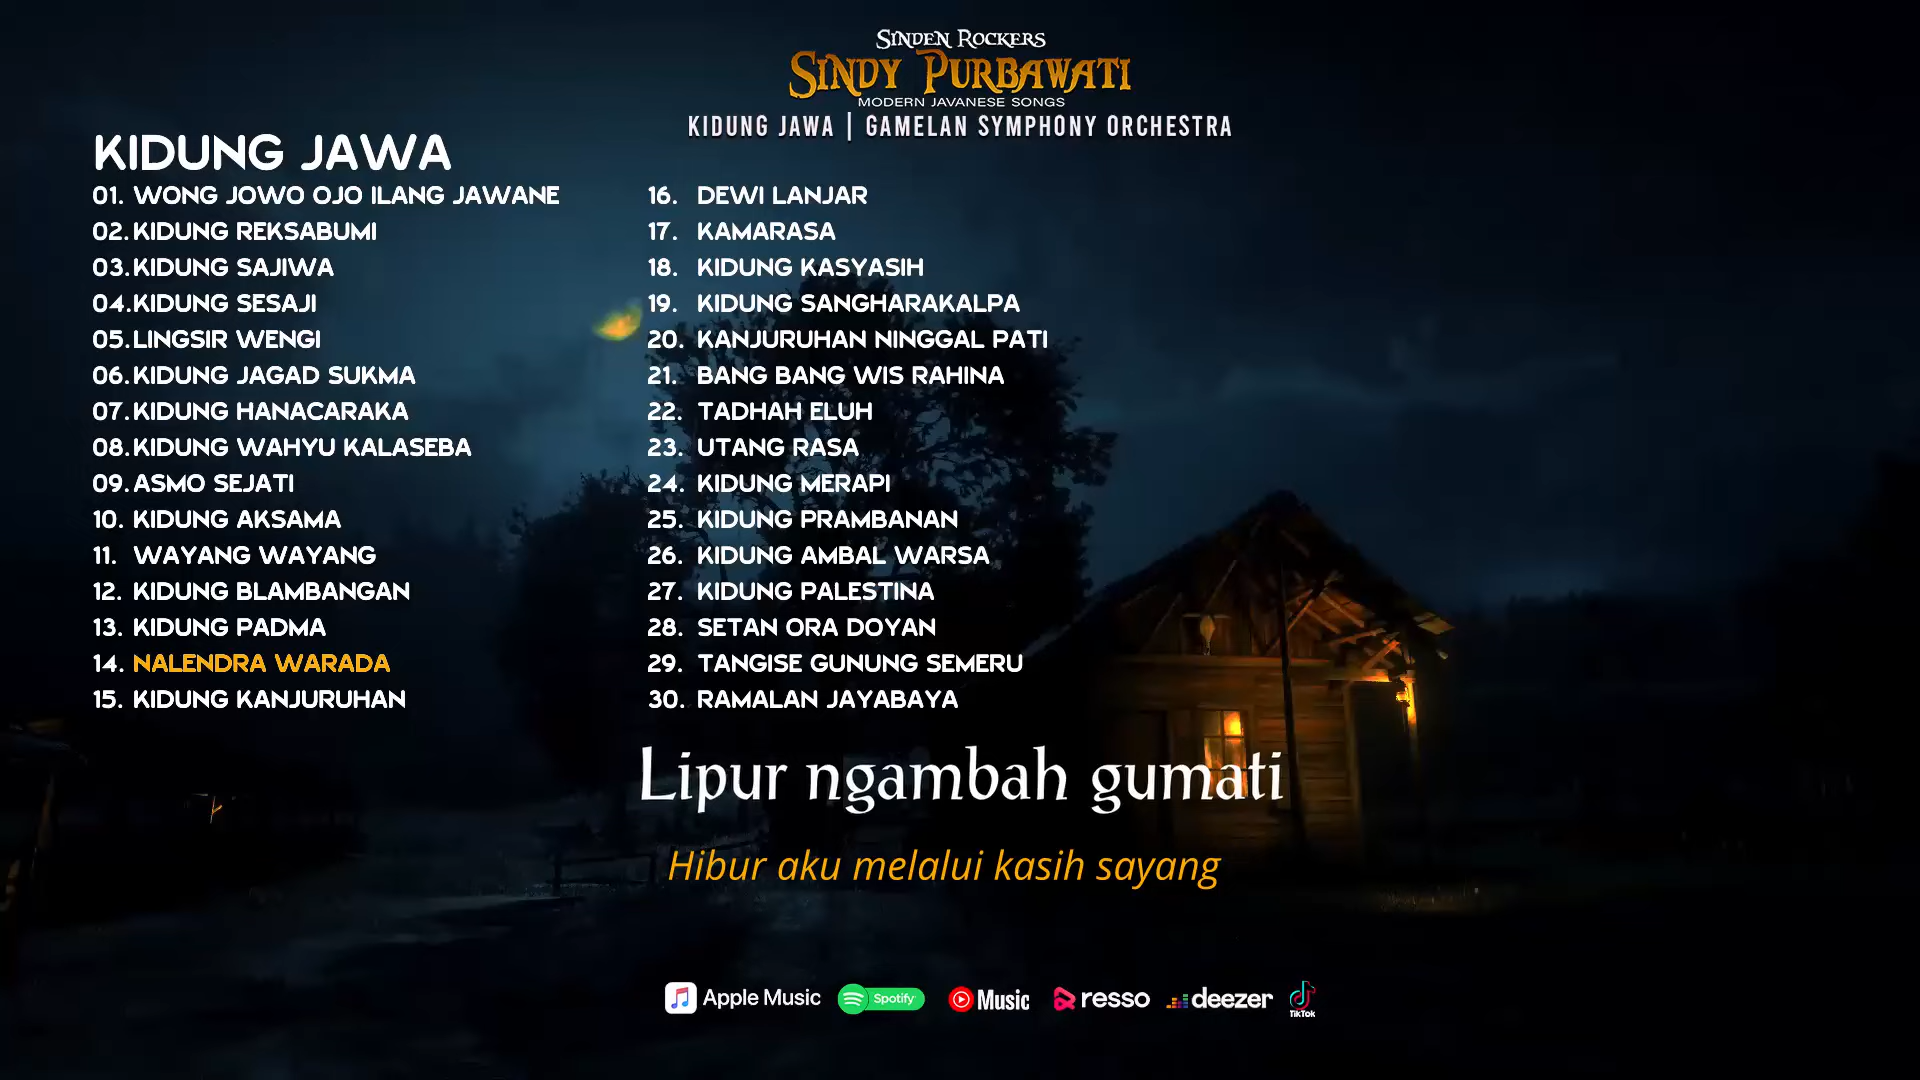 SINDEN ROCKERS
SINDY PURBAWATI
MODERN JAVANESE SONGS
KIDUNG JAWA | GAMELAN SYMPHONY ORCHESTRA
KIDUNG JAWA
01. WONG JOWO OJO ILANG JAWANE
02. KIDUNG REKSABUMI
03. KIDUNG SAJIWA
04. KIDUNG SESAJI
05. LINGSIR WENGI
06. KIDUNG JAGAD SUKMA
07. KIDUNG HANACARAKA
08. KIDUNG WAHYU KALASEBA
09. ASMO SEJATI
10. KIDUNG AKSAMA
11. WAYANG WAYANG
12. KIDUNG BLAMBANGAN
13. KIDUNG PADMA
14. NALENDRA WARADA
15. KIDUNG KANJURUHAN
16. DEWI LANJAR
17. KAMARASA
18. KIDUNG KASYASIH
19. KIDUNG SANGHARAKALPA
20. KANJURUHAN NINGGAL PATI
21. BANG BANG WIS RAHINA
22. TADHAH ELUH
23. UTANG RASA
24. KIDUNG MERAPI
25. KIDUNG PRAMBANAN
26. KIDUNG AMBAL WARSA
27. KIDUNG PALESTINA
28. SETAN ORA DOYAN
29. TANGISE GUNUNG SEMERU
30. RAMALAN JAYABAYA
Lipur ngambah gumati
Hibur aku melalui kasih sayang
Apple Music Spotify Music resso deezer TikTok